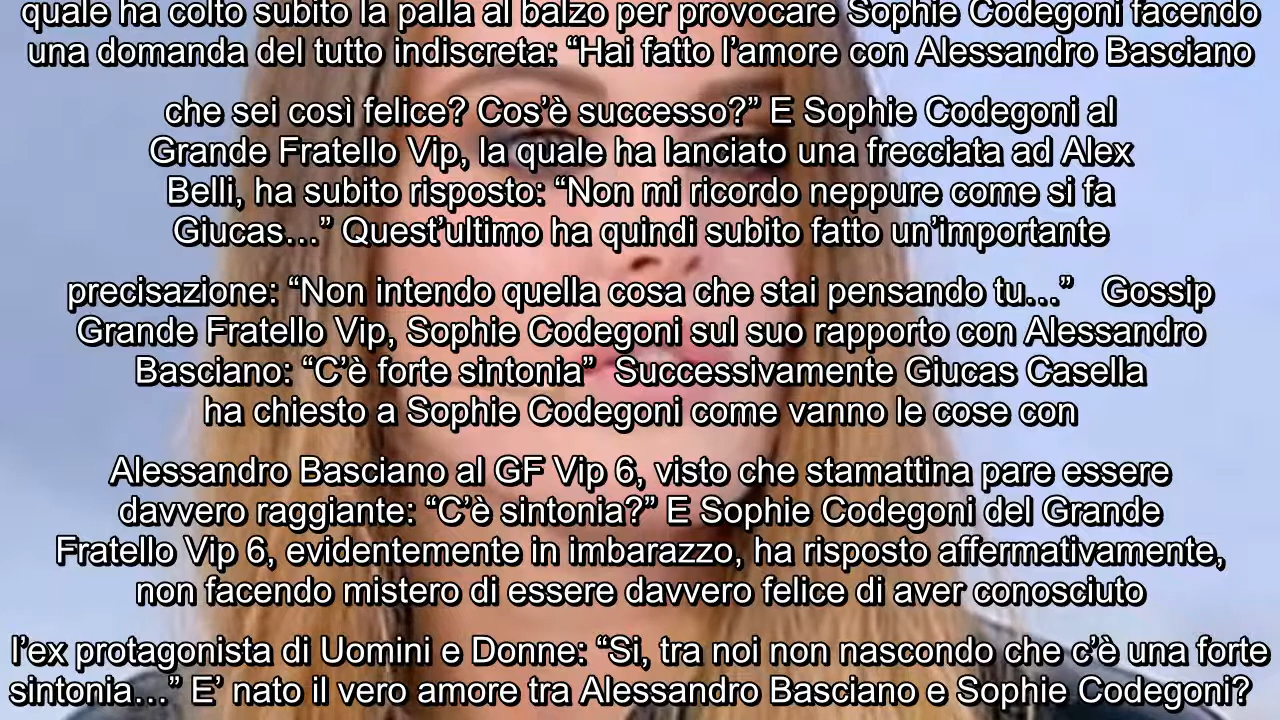 quale ha colto subito la palla al balzo per provocare Sophie Codegoni facendo
una domanda del tutto indiscreta: “Hai fatto l’amore con Alessandro Basciano
che sei così felice? Cos’è successo?” E Sophie Codegoni al
Grande Fratello Vip, la quale ha lanciato una frecciata ad Alex
Belli, ha subito risposto: “Non mi ricordo neppure come si fa
Giucas…” Quest’ultimo ha quindi subito fatto un’importante
precisazione: “Non intendo quella cosa che stai pensando tu…”   Gossip
Grande Fratello Vip, Sophie Codegoni sul suo rapporto con Alessandro
Basciano: “C’è forte sintonia”  Successivamente Giucas Casella
ha chiesto a Sophie Codegoni come vanno le cose con
Alessandro Basciano al GF Vip 6, visto che stamattina pare essere
davvero raggiante: “C’è sintonia?” E Sophie Codegoni del Grande
Fratello Vip 6, evidentemente in imbarazzo, ha risposto affermativamente,
non facendo mistero di essere davvero felice di aver conosciuto
l’ex protagonista di Uomini e Donne: “Si, tra noi non nascondo che c’è una forte
sintonia…” E’ nato il vero amore tra Alessandro Basciano e Sophie Codegoni?